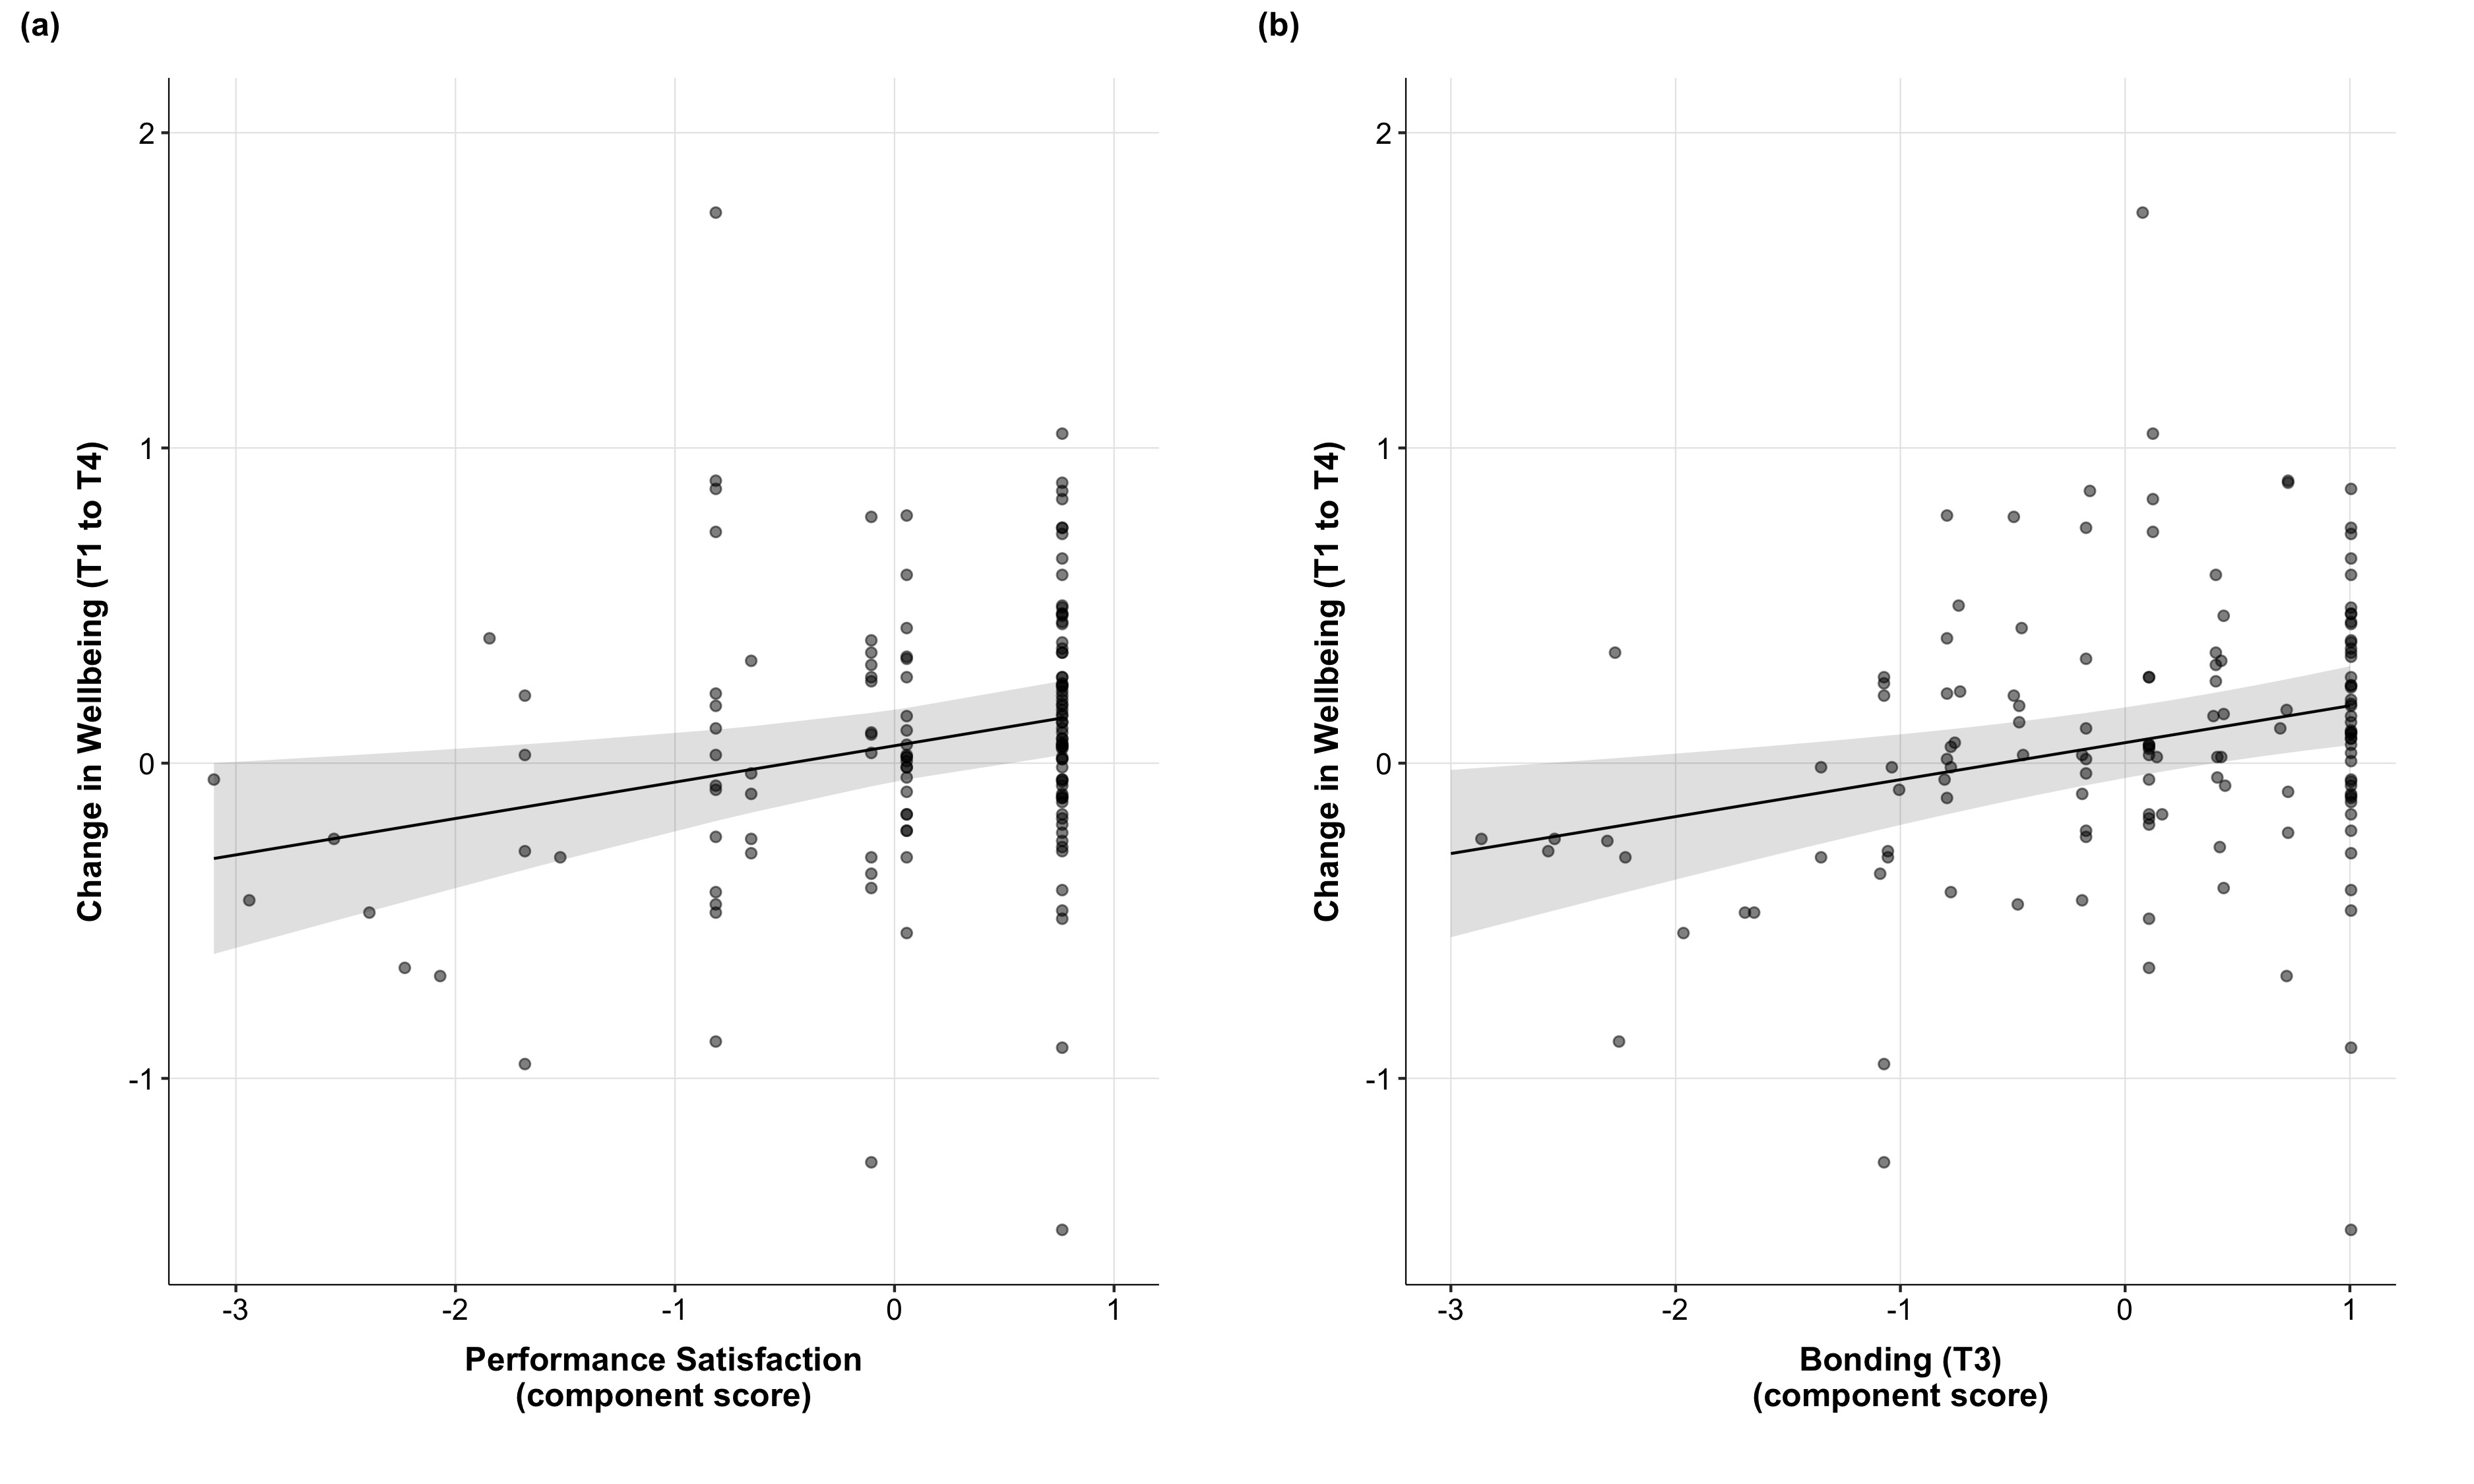 (a)
2
1
0
-1
-3 -2 -1 0 1
Change in Wellbeing (T1 to T4)
Performance Satisfaction
(component score)
(b)
2
1
0
-1
-3 -2 -1 0 1
Change in Wellbeing (T1 to T4)
Bonding (T3)
(component score)